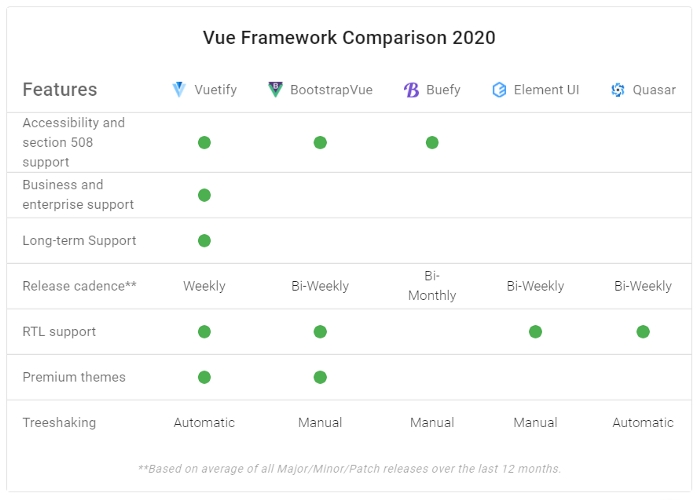 Vue Framework Comparison 2020
Features Vuetify BootstrapVue Buefy Element UI Quasar
Accessibility and
section 508
support
Business and
enterprise support
Long-term Support
Release cadence** Weekly Bi-Weekly Bi-
Monthly Bi-Weekly Bi-Weekly
RTL support
Premium themes
Treeshaking Automatic Manual Manual Manual Automatic
**Based on average of all Major/Minor/Patch releases over the last 12 months.